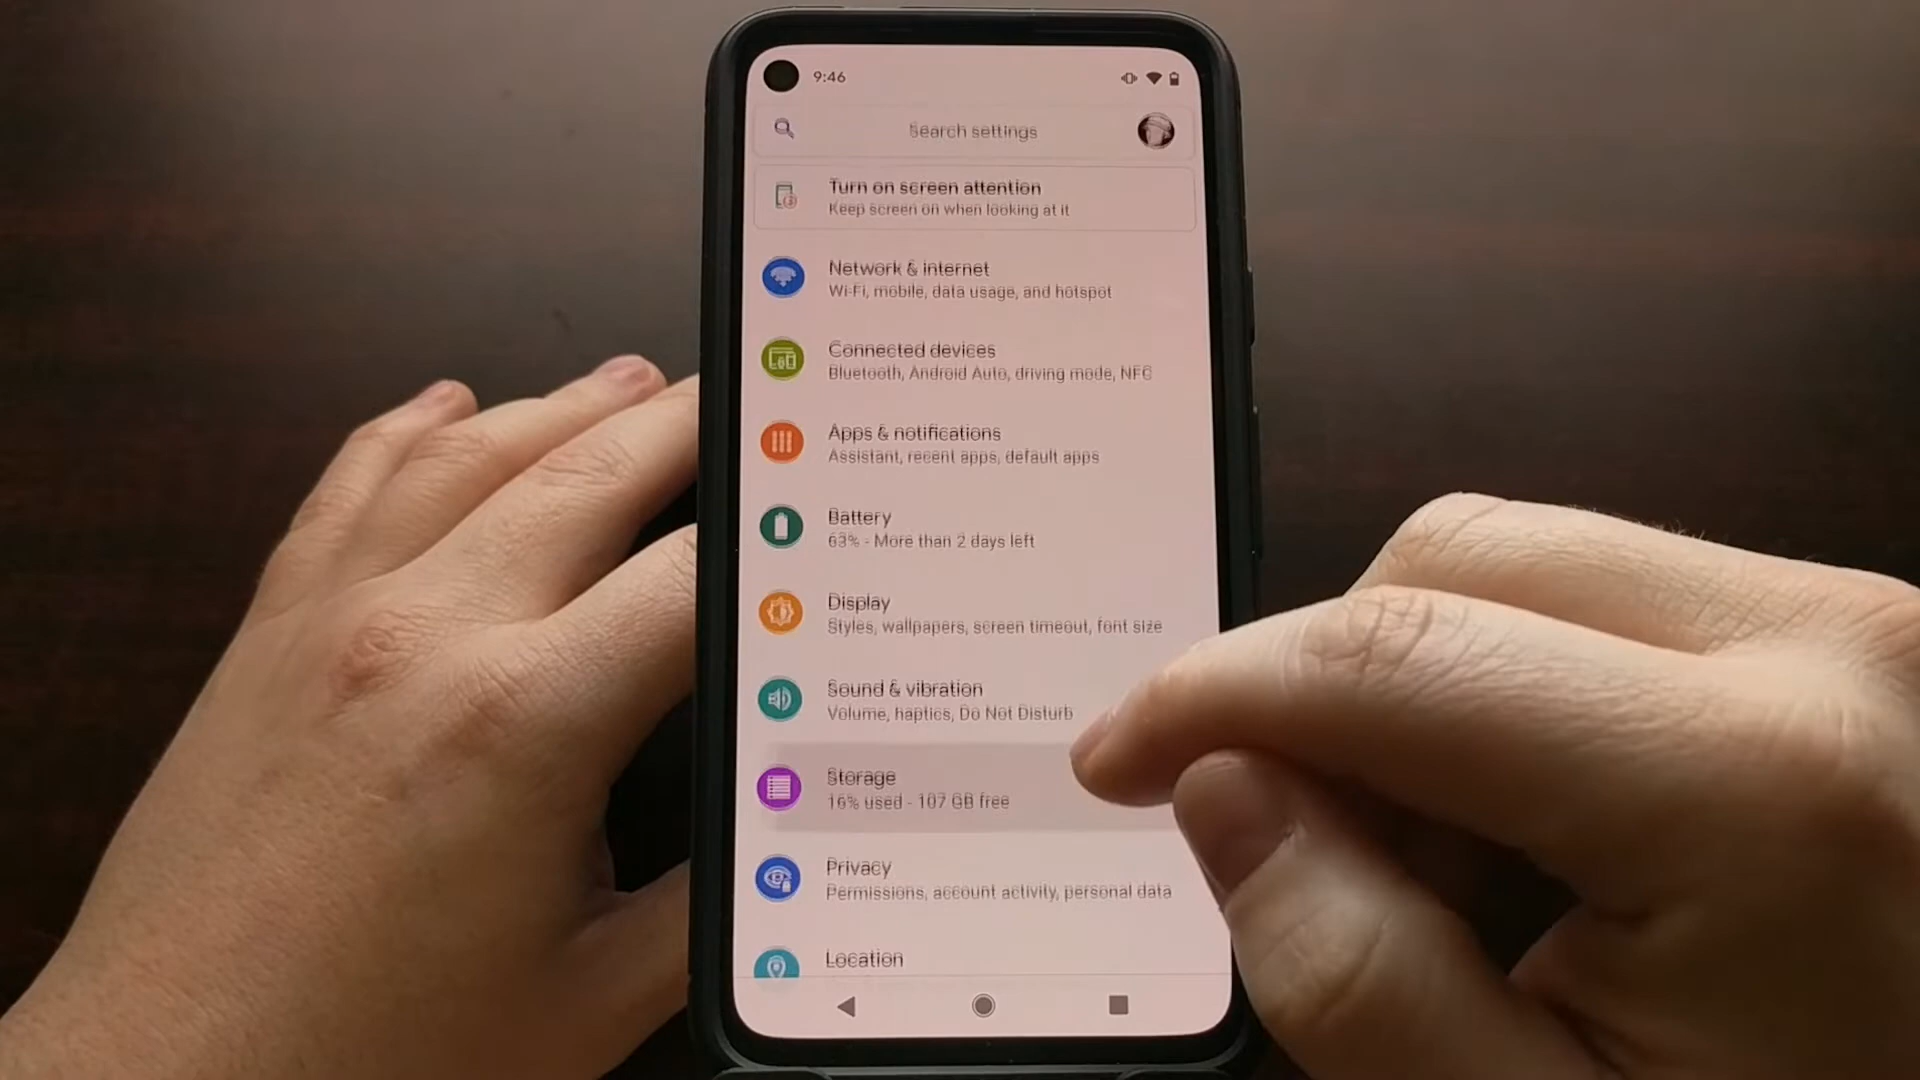 9:46
Search settings
Turn on screen attention
Keep screen on when looking at it
Network & internet
Wi-Fi, mobile, data usage, and hotspot
Connected devices
Bluetooth, Android Auto, driving mode, NFC
Apps & notifications
Assistant, recent apps, default apps
Battery
63% - More than 2 days left
Display
Styles, wallpapers, screen timeout, font size
Sound & vibration
Volume, haptics, Do Not Disturb
Storage
16% used - 107 GB free
Privacy
Permissions, account activity, personal data
Location